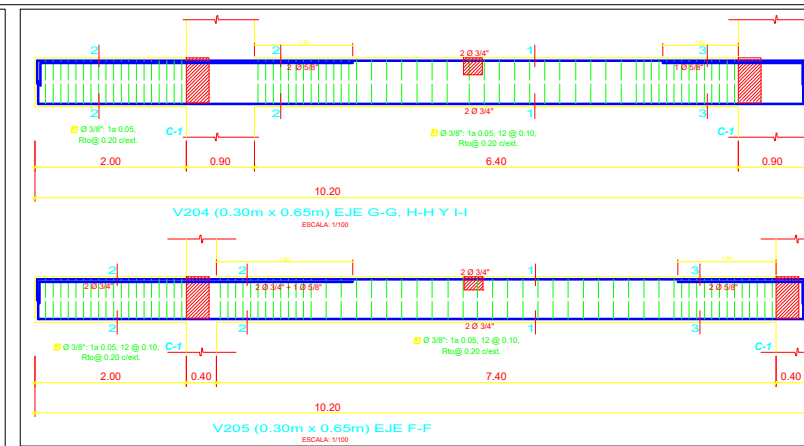 2 2 1 3
2 Ø 3/4"
2 Ø 5/8" 1 Ø 5/8"
2 2 2 Ø 3/4" 1 3
Ø 3/8": 1a 0.05, C-1 Ø 3/8": 1a 0.05, 12 @ 0.10, C-1
Rto@ 0.20 c/ext. Rto@ 0.20 c/ext.
2.00 0.90 6.40 0.90
10.20
V204 (0.30m x 0.65m) EJE G-G, H-H Y I-I
ESCALA: 1/100
2 2 1 3
2 Ø 3/4"
2 Ø 3/4" 2 Ø 3/4" + 1 Ø 5/8" 2 Ø 5/8"
2 2 2 Ø 3/4" 1 3
Ø 3/8": 1a 0.05, 12 @ 0.10, C-1 Ø 3/8": 1a 0.05, 12 @ 0.10, C-1
Rto@ 0.20 c/ext. Rto@ 0.20 c/ext.
2.00 0.40 7.40 0.40
10.20
V205 (0.30m x 0.65m) EJE F-F
ESCALA: 1/100